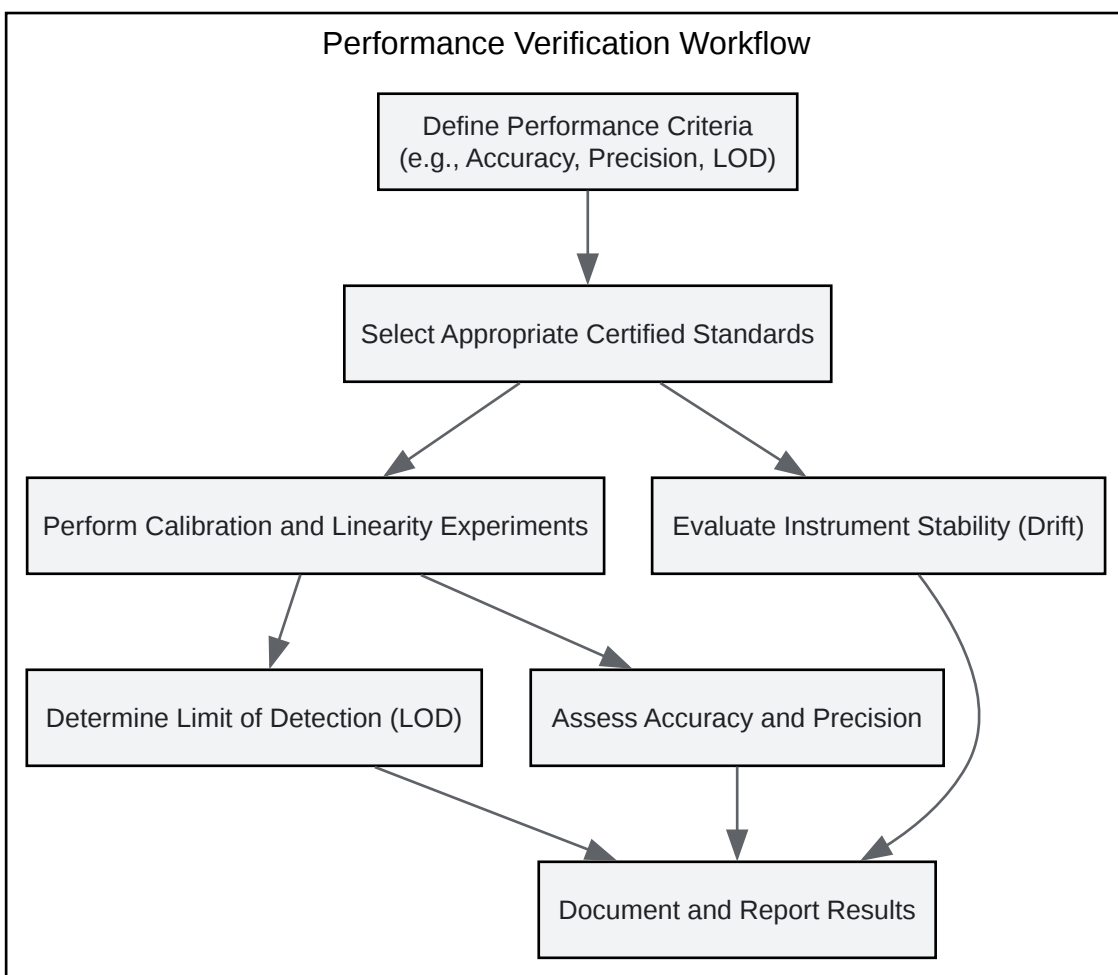 Performance Verification Workflow
Define Performance Criteria
(e.g., Accuracy, Precision, LOD)
Select Appropriate Certified Standards
Perform Calibration and Linearity Experiments
Evaluate Instrument Stability (Drift)
Determine Limit of Detection (LOD)
Assess Accuracy and Precision
Document and Report Results